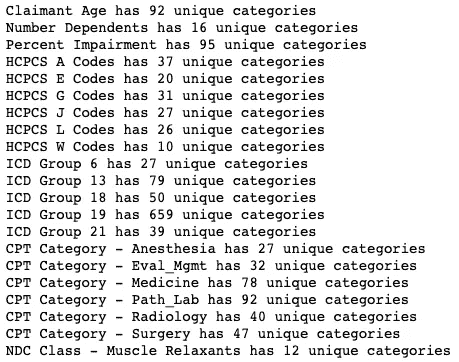 Claimant Age has 92 unique categories
Number Dependents has 16 unique categories
Percent Impairment has 95 unique categories
HCPCS A Codes has 37 unique categories
HCPCS E Codes has 20 unique categories
HCPCS G Codes has 31 unique categories
HCPCS J Codes has 27 unique categories
HCPCS L Codes has 26 unique categories
HCPCS W Codes has 10 unique categories
ICD Group 6 has 27 unique categories
ICD Group 13 has 79 unique categories
ICD Group 18 has 50 unique categories
ICD Group 19 has 659 unique categories
ICD Group 21 has 39 unique categories
CPT Category - Anesthesia has 27 unique categories
CPT Category - Eval_Mgmt has 32 unique categories
CPT Category - Medicine has 78 unique categories
CPT Category - Path_Lab has 92 unique categories
CPT Category - Radiology has 40 unique categories
CPT Category - Surgery has 47 unique categories
NDC Class - Muscle Relaxants has 12 unique categories